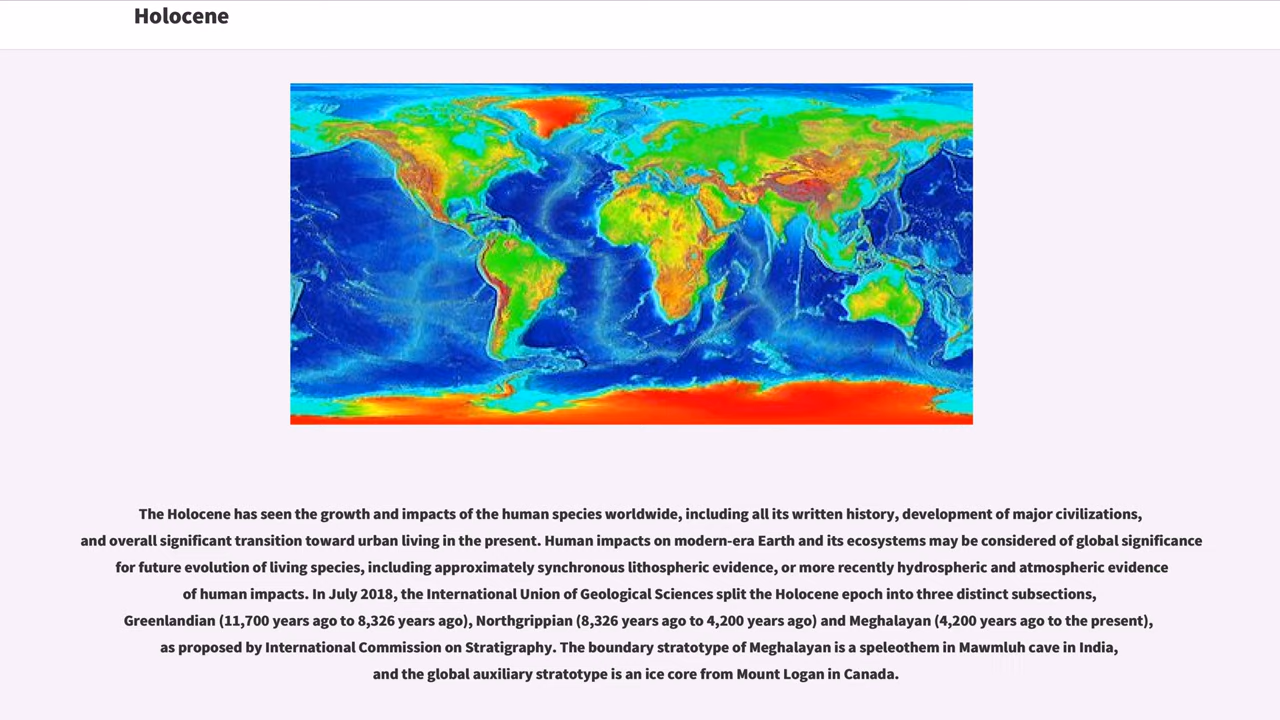 Holocene
The Holocene has seen the growth and impacts of the human species worldwide, including all its written history, development of major civilizations,
and overall significant transition toward urban living in the present. Human impacts on modern-era Earth and its ecosystems may be considered of global significance
for future evolution of living species, including approximately synchronous lithospheric evidence, or more recently hydrospheric and atmospheric evidence
of human impacts. In July 2018, the International Union of Geological Sciences split the Holocene epoch into three distinct subsections,
Greenlandian (11,700 years ago to 8,326 years ago), Northgrippian (8,326 years ago to 4,200 years ago) and Meghalayan (4,200 years ago to the present),
as proposed by International Commission on Stratigraphy. The boundary stratotype of Meghalayan is a speleothem in Mawmluh cave in India,
and the global auxiliary stratotype is an ice core from Mount Logan in Canada.